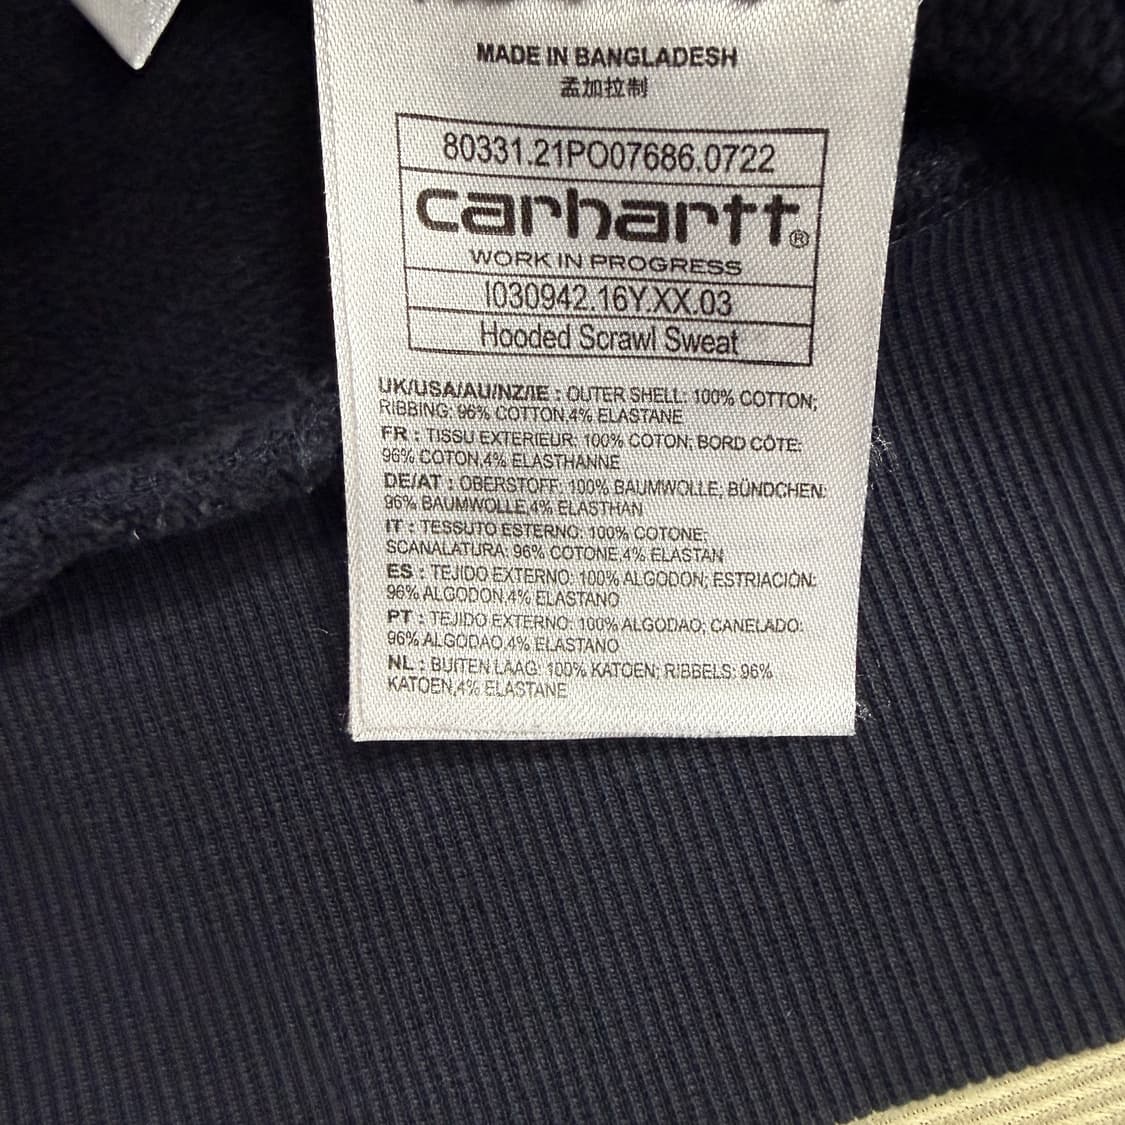 MADE IN BANGLADESH
孟加拉制
80331.21PO07686.0722
carhartt®
WORK IN PROGRESS
I030942.16Y.XX.03
Hooded Scrawl Sweat
UK/USA/AU/NZ/IE : OUTER SHELL: 100% COTTON;
RIBBING: 96% COTTON,4% ELASTANE
FR : TISSU EXTERIEUR: 100% COTON; BORD CÔTE:
96% COTON,4% ELASTHANNE
DE/AT : OBERSTOFF: 100% BAUMWOLLE; BÜNDCHEN:
96% BAUMWOLLE,4% ELASTHAN
IT : TESSUTO ESTERNO: 100% COTONE;
SCANALATURA: 96% COTONE,4% ELASTAN
ES : TEJIDO EXTERNO: 100% ALGODON; ESTRIACIÓN:
96% ALGODON,4% ELASTANO
PT : TEJIDO EXTERNO: 100% ALGODAO; CANELADO:
96% ALGODAO,4% ELASTANO
NL : BUITEN LAAG: 100% KATOEN; RIBBELS: 96%
KATOEN,4% ELASTANE